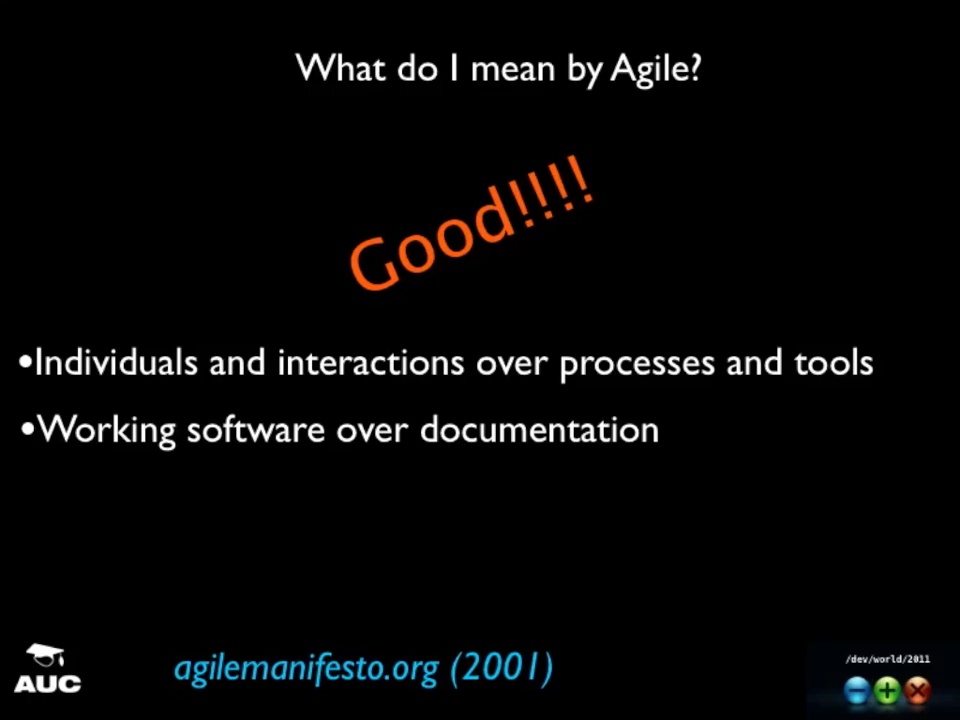 What do I mean by Agile?
Good!!!!
•Individuals and interactions over processes and tools
•Working software over documentation
AUC
agilemanifesto.org (2001)
/dev/world/2011